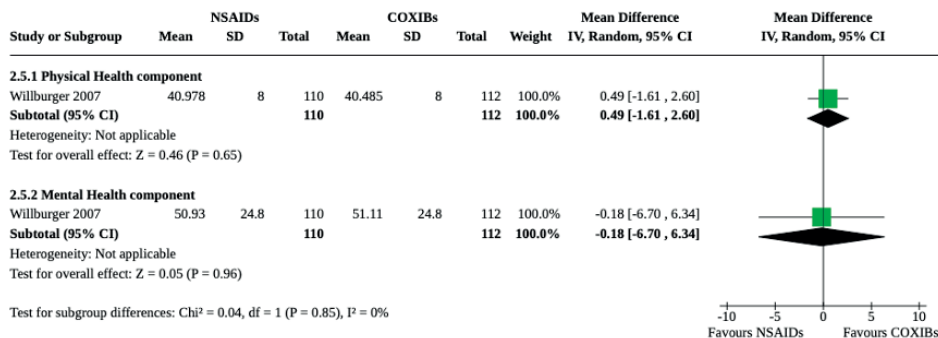 NSAIDs COXIBs Mean Difference Mean Difference
Study or Subgroup Mean SD Total Mean SD Total Weight IV, Random, 95% CI IV, Random, 95% CI
2.5.1 Physical Health component
Willburger 2007 40.978 8 110 40.485 8 112 100.0% 0.49 [-1.61 , 2.60]
Subtotal (95% CI) 110 112 100.0% 0.49 [-1.61 , 2.60]
Heterogeneity: Not applicable
Test for overall effect: Z = 0.46 (P = 0.65)
2.5.2 Mental Health component
Willburger 2007 50.93 24.8 110 51.11 24.8 112 100.0% -0.18 [-6.70 , 6.34]
Subtotal (95% CI) 110 112 100.0% -0.18 [-6.70 , 6.34]
Heterogeneity: Not applicable
Test for overall effect: Z = 0.05 (P = 0.96)
Test for subgroup differences: Chi² = 0.04, df = 1 (P = 0.85), I² = 0%
-10 -5 0 5 10
Favours NSAIDs Favours COXIBs